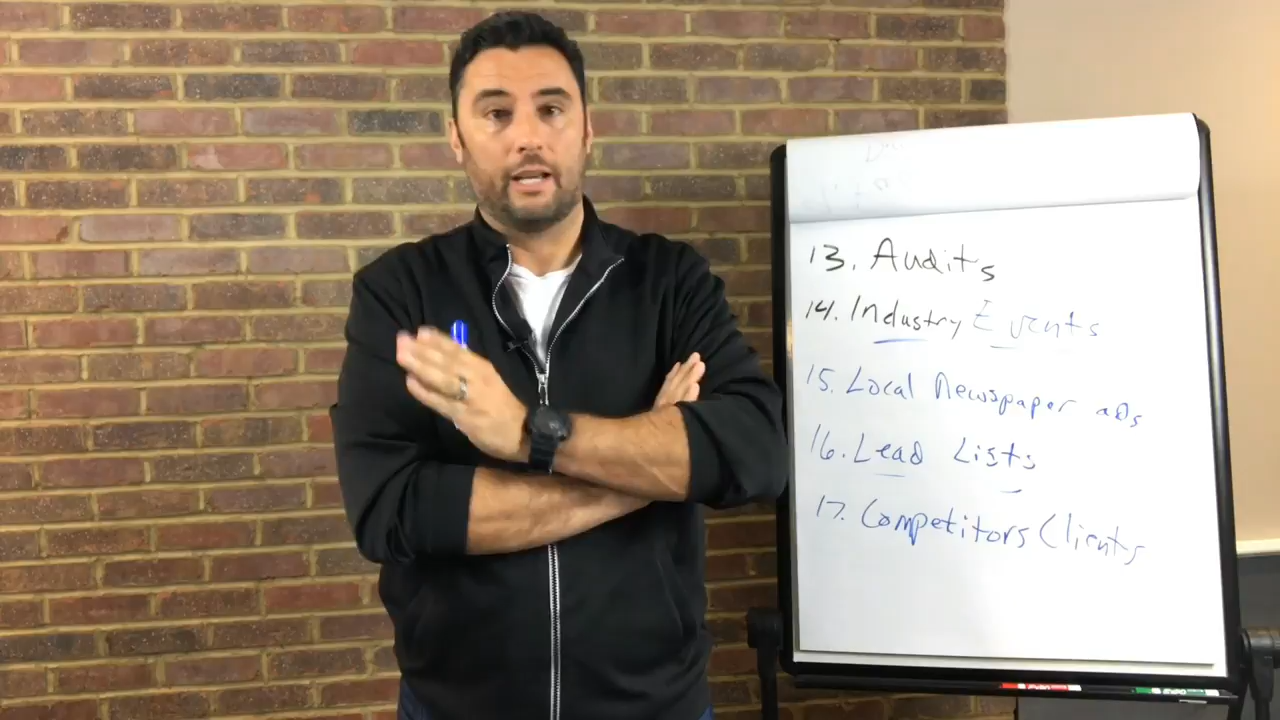 13. Audits
14. Industry Events
15. Local Newspaper ads
16. Lead Lists
17. Competitors Clients